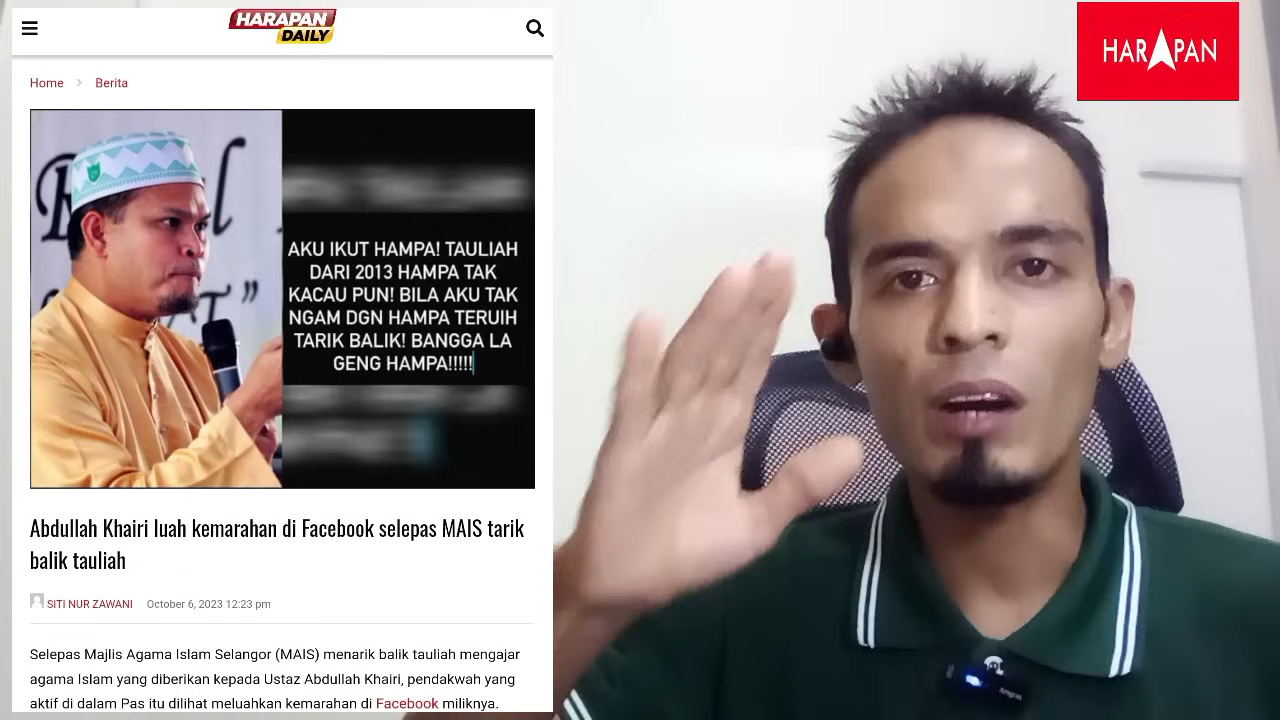 HARAPAN
DAILY
HARAPAN
Home > Berita
AKU IKUT HAMPA! TAULIAH
DARI 2013 HAMPA TAK
KACAU PUN! BILA AKU TAK
NGAM DGN HAMPA TERUIH
TARIK BALIK! BANGGA LA
GENG HAMPA!!!!!
Abdullah Khairi luah kemarahan di Facebook selepas MAIS tarik
balik tauliah
SITI NUR ZAWANI October 6, 2023 12:23 pm
Selepas Majlis Agama Islam Selangor (MAIS) menarik balik tauliah mengajar
agama Islam yang diberikan kepada Ustaz Abdullah Khairi, pendakwah yang
aktif di dalam Pas itu dilihat meluahkan kemarahan di Facebook miliknya.